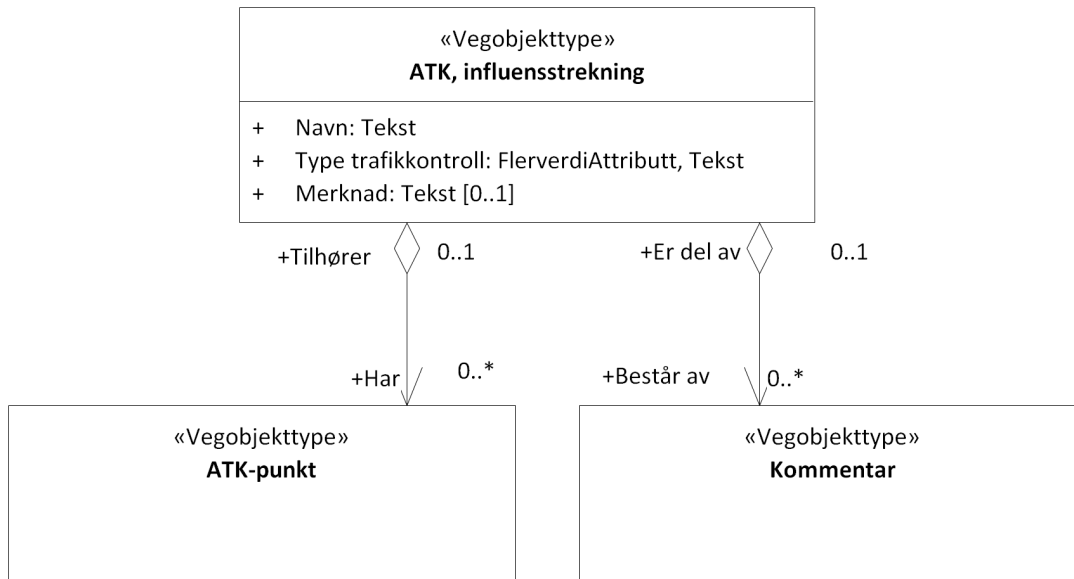 «Vegobjekttype»
ATK, influensstrekning
+ Navn: Tekst
+ Type trafikkontroll: FlerverdiAttributt, Tekst
+ Merknad: Tekst [0..1]
+Tilhører 0..1 +Er del av 0..1
+Har 0..* +Består av 0..*
«Vegobjekttype»
ATK-punkt
«Vegobjekttype»
Kommentar